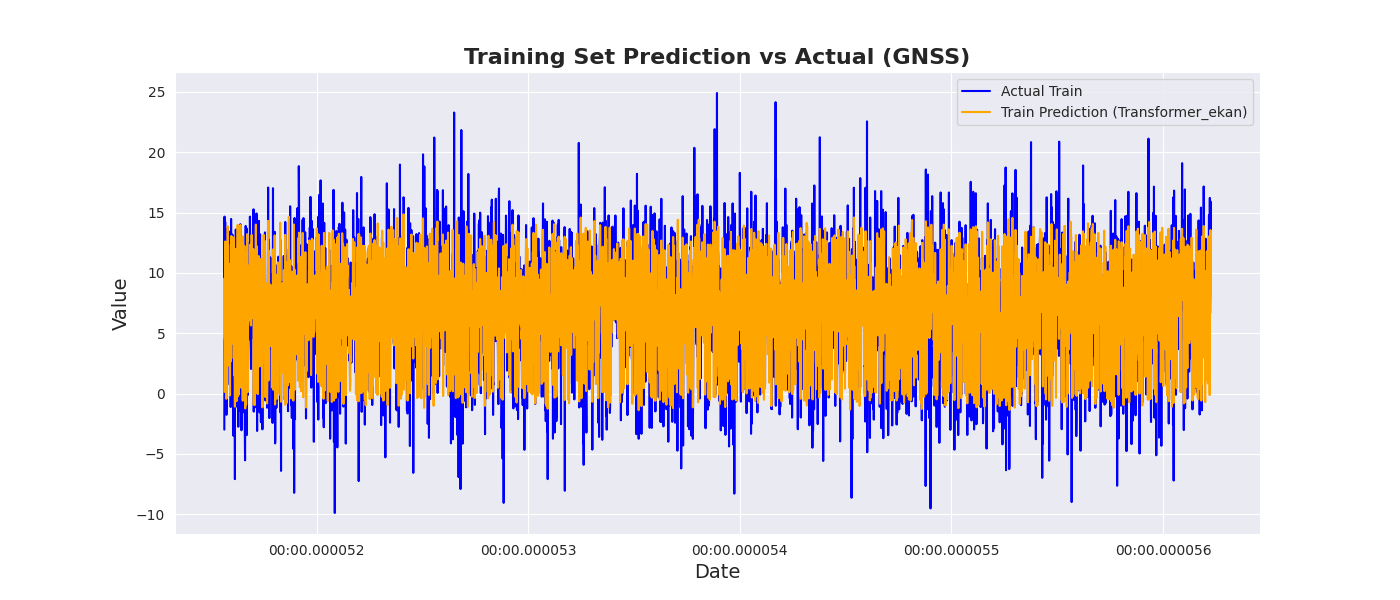 Training Set Prediction vs Actual (GNSS)
Actual Train
Train Prediction (Transformer_ekan)
25
20
15
10
5
0
−5
−10
Value
00:00.000052
00:00.000053
00:00.000054
00:00.000055
00:00.000056
Date